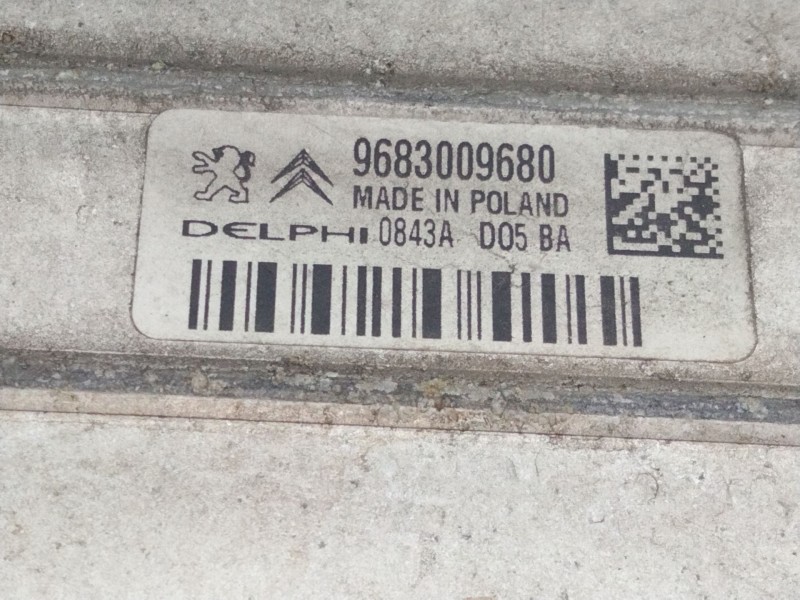 9683009680
MADE IN POLAND
DELPHI 0843A D05 BA